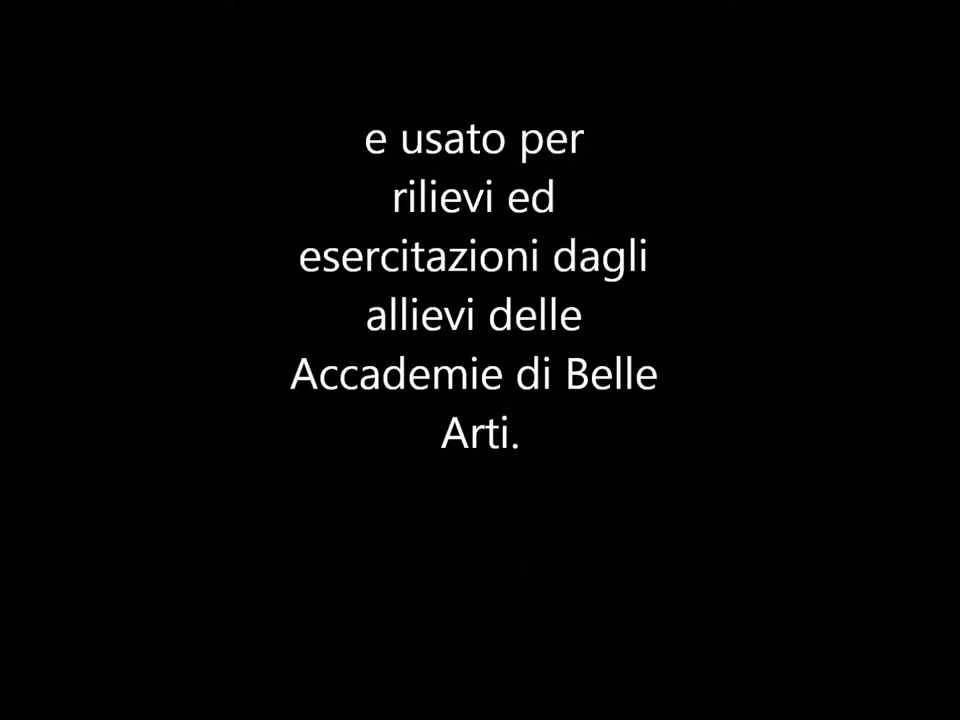 e usato per
rilievi ed
esercitazioni dagli
allievi delle
Accademie di Belle
Arti.